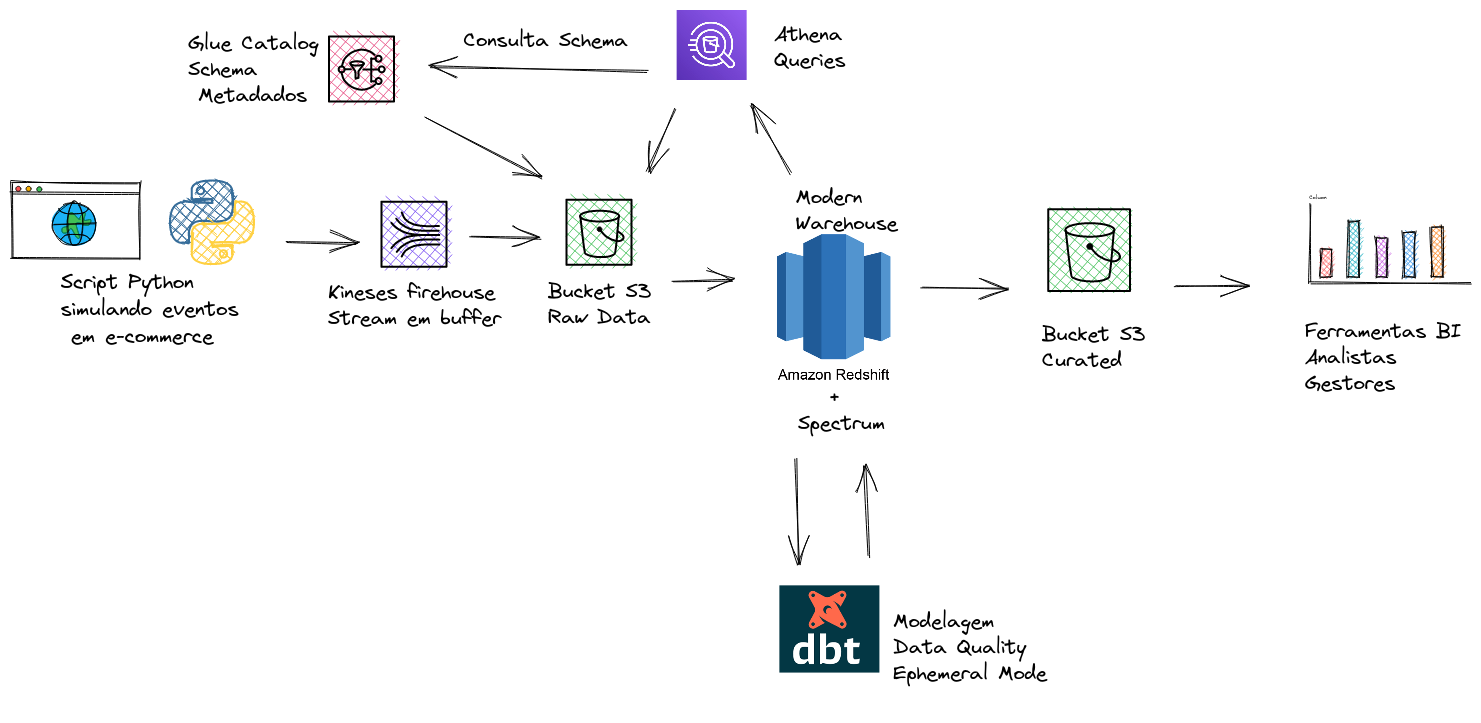 Glue Catalog
Schema
Metadados
Consulta Schema
Athena
Queries
Script Python
simulando eventos
em e-commerce
Kineses firehouse
Stream em buffer
Bucket S3
Raw Data
Modern
Warehouse
Amazon Redshift
+
Spectrum
Bucket S3
Curated
Column
Ferramentas BI
Analistas
Gestores
dbt
Modelagem
Data Quality
Ephemeral Mode